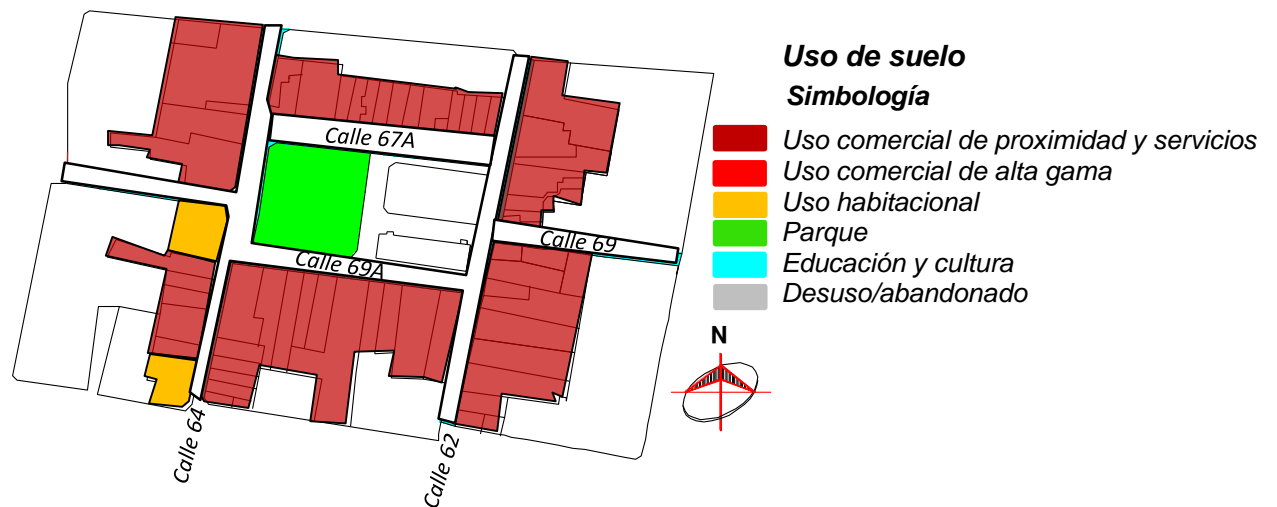 Uso de suelo
Simbología
Uso comercial de proximidad y servicios
Uso comercial de alta gama
Uso habitacional
Parque
Educación y cultura
Desuso/abandonado
N
Calle 67A
Calle 69
Calle 69A
Calle 64
Calle 62